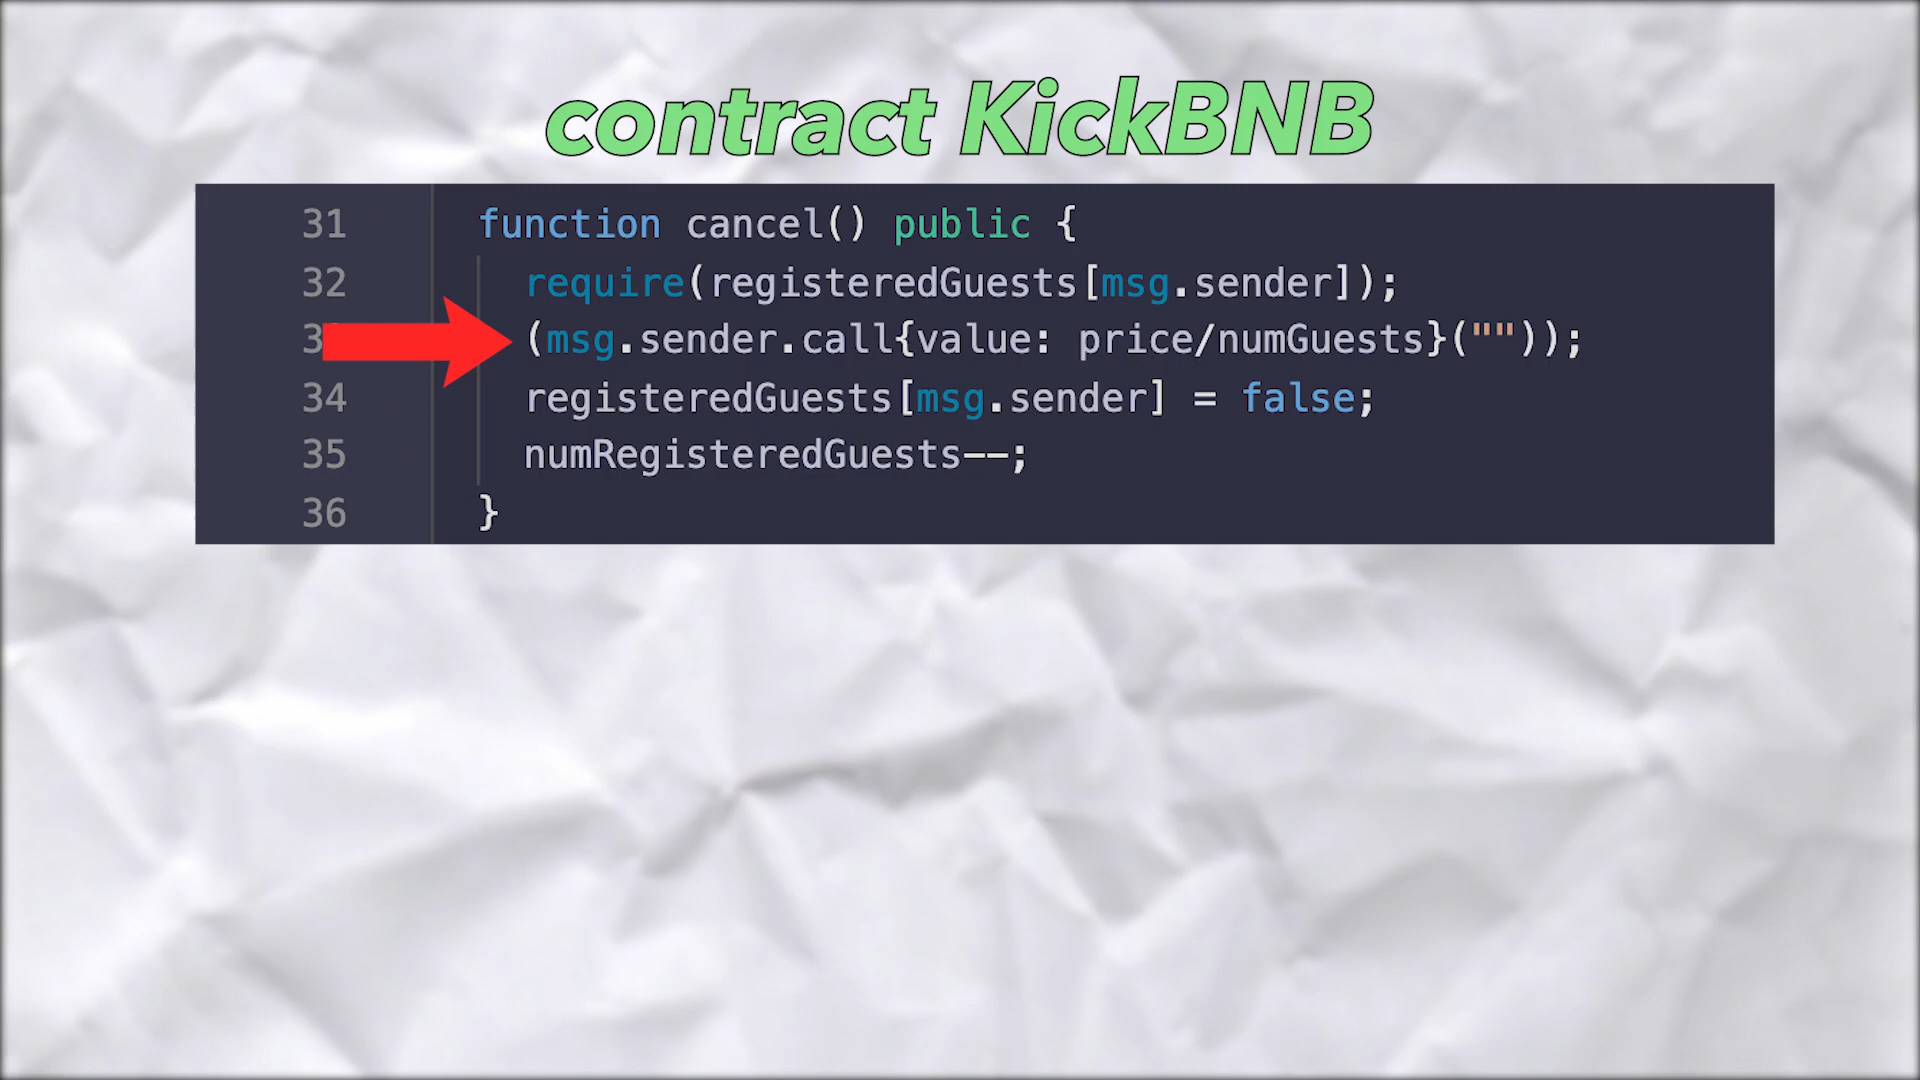 contract KickBNB
31 function cancel() public {
32 require(registeredGuests[msg.sender]);
3 (msg.sender.call{value: price/numGuests}(""));
34 registeredGuests[msg.sender] = false;
35 numRegisteredGuests--;
36 }